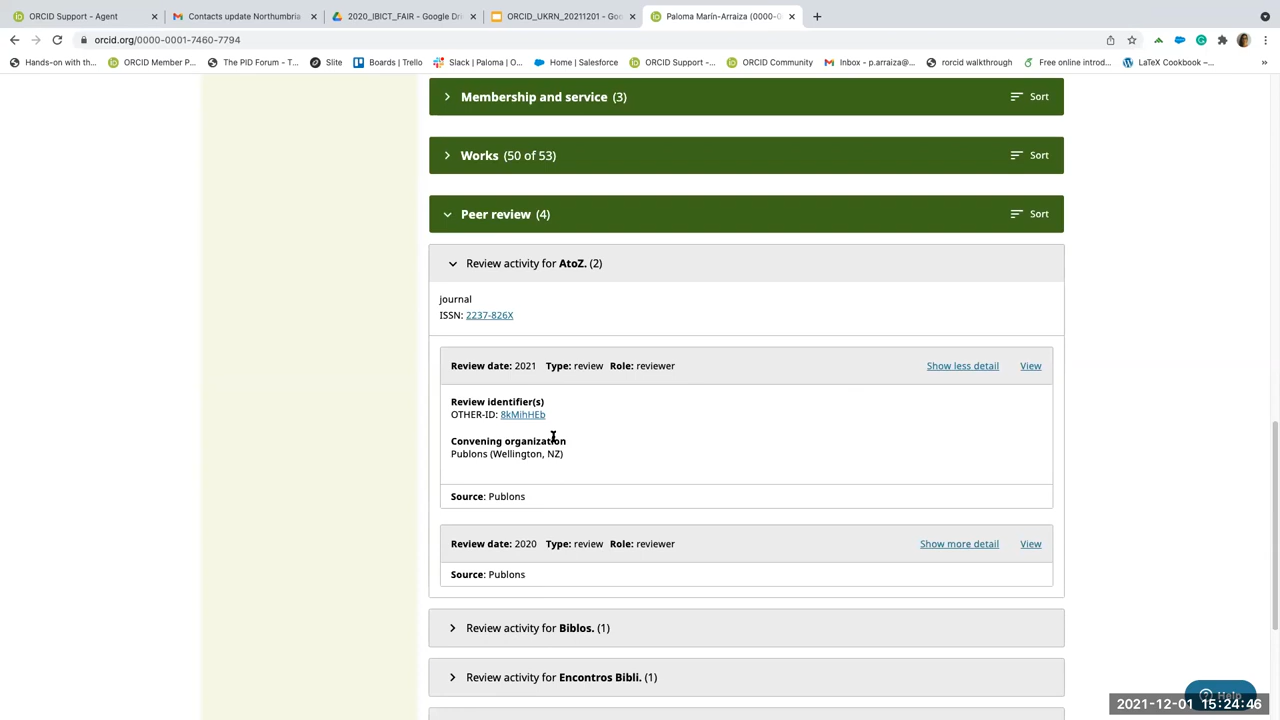 ORCID Support - Agent
Contacts update Northumbria
2020_IBICT_FAIR - Google Dri
ORCID_UKRN_20211201 - Goo
Paloma Marín-Arraiza (0000-0
orcid.org/0000-0001-7460-7794
Hands-on with th...
ORCID Member P...
The PID Forum - T...
Slite
Boards | Trello
Slack | Paloma | O...
Home | Salesforce
ORCID Support -...
ORCID Community
Inbox - p.arraiza@...
rorcid walkthrough
Free online introd...
LaTeX Cookbook –...
Membership and service (3)
Sort
Works (50 of 53)
Sort
Peer review (4)
Sort
Review activity for AtoZ. (2)
journal
ISSN: 2237-826X
Review date: 2021 Type: review Role: reviewer
Show less detail
View
Review identifier(s)
OTHER-ID: 8kMihHEb
Convening organization
Publons (Wellington, NZ)
Source: Publons
Review date: 2020 Type: review Role: reviewer
Show more detail
View
Source: Publons
Review activity for Biblos. (1)
Review activity for Encontros Bibli. (1)
Help
2021-12-01 15:24:46